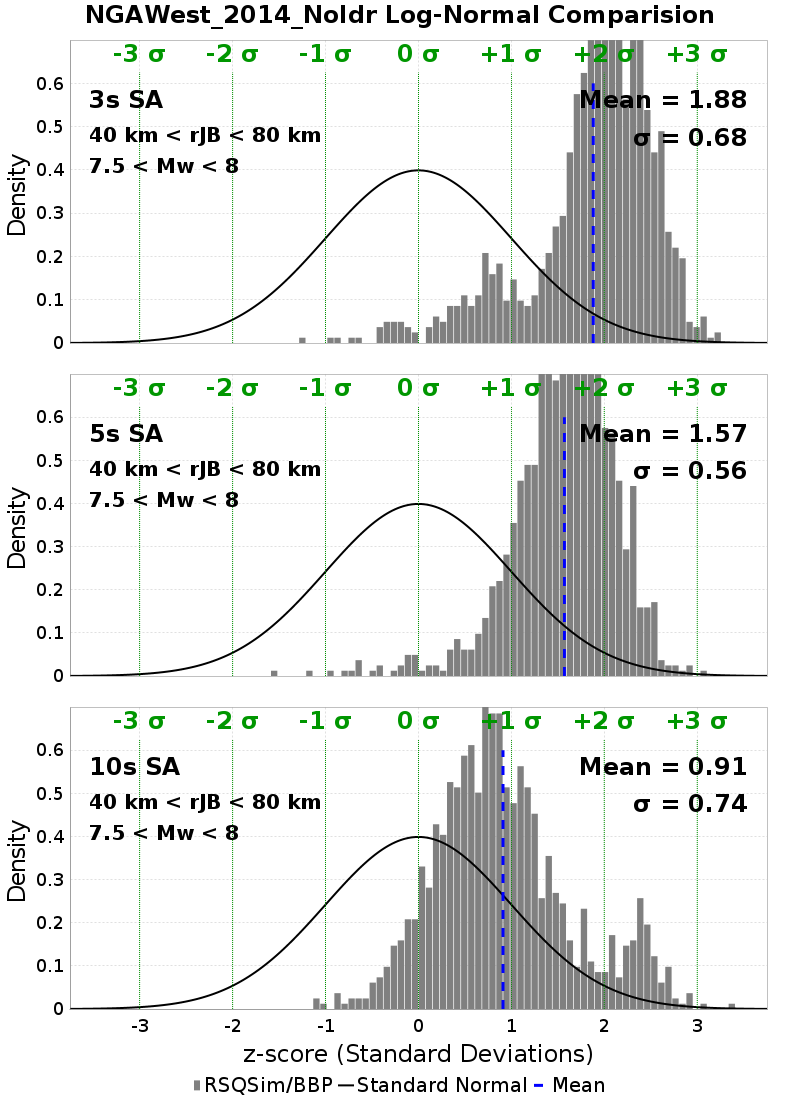 NGAWest_2014_NoIdr Log-Normal Comparision
-3 σ -2 σ -1 σ 0 σ +1 σ +2 σ +3 σ
3s SA
Mean = 1.88
40 km < rJB < 80 km
σ = 0.68
7.5 < Mw < 8
0.6
0.5
0.4
0.3
0.2
0.1
0
Density
-3 σ -2 σ -1 σ 0 σ +1 σ +2 σ +3 σ
5s SA
Mean = 1.57
40 km < rJB < 80 km
σ = 0.56
7.5 < Mw < 8
0.6
0.5
0.4
0.3
0.2
0.1
0
Density
-3 σ -2 σ -1 σ 0 σ +1 σ +2 σ +3 σ
10s SA
Mean = 0.91
40 km < rJB < 80 km
σ = 0.74
7.5 < Mw < 8
0.6
0.5
0.4
0.3
0.2
0.1
0
Density
-3 -2 -1 0 1 2 3
z-score (Standard Deviations)
RSQSim/BBP Standard Normal Mean